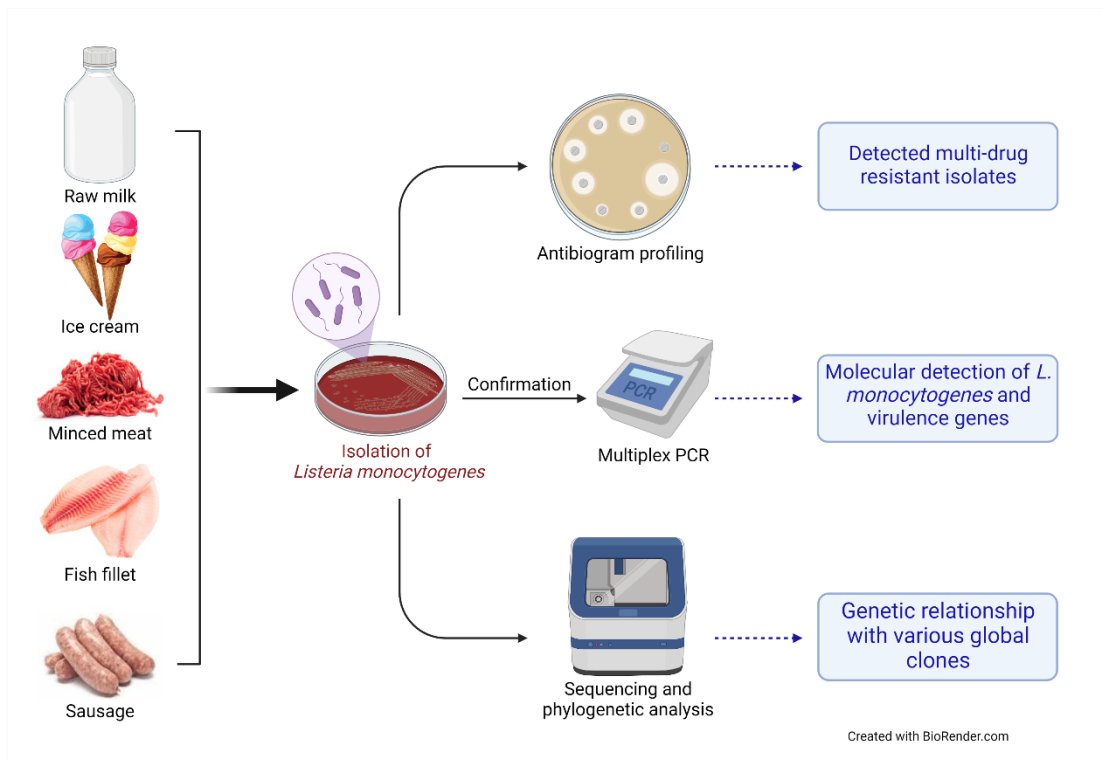 Raw milk
Ice cream
Minced meat
Fish fillet
Sausage
Isolation of
Listeria monocytogenes
Confirmation
Antibiogram profiling
PCR
Multiplex PCR
Sequencing and
phylogenetic analysis
Detected multi-drug
resistant isolates
Molecular detection of L.
monocytogenes and
virulence genes
Genetic relationship
with various global
clones
Created with BioRender.com